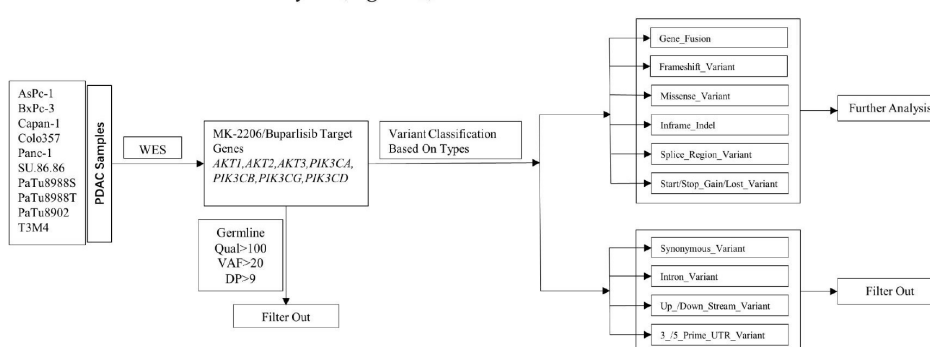 AsPc-1
BxPc-3
Capan-1
Colo357
Panc-1
SU.86.86
PaTu8988S
PaTu8988T
PaTu8902
T3M4
PDAC Samples
WES
MK-2206/Buparlisib Target
Genes
AKT1,AKT2,AKT3,PIK3CA,
PIK3CB,PIK3CG,PIK3CD
Germline
Qual>100
VAF>20
DP>9
Filter Out
Variant Classification
Based On Types
Gene_Fusion
Frameshift_Variant
Missense_Variant
Inframe_Indel
Splice_Region_Variant
Start/Stop_Gain/Lost_Variant
Further Analysis
Synonymous_Variant
Intron_Variant
Up_/Down_Stream_Variant
3_/5_Prime_UTR_Variant
Filter Out